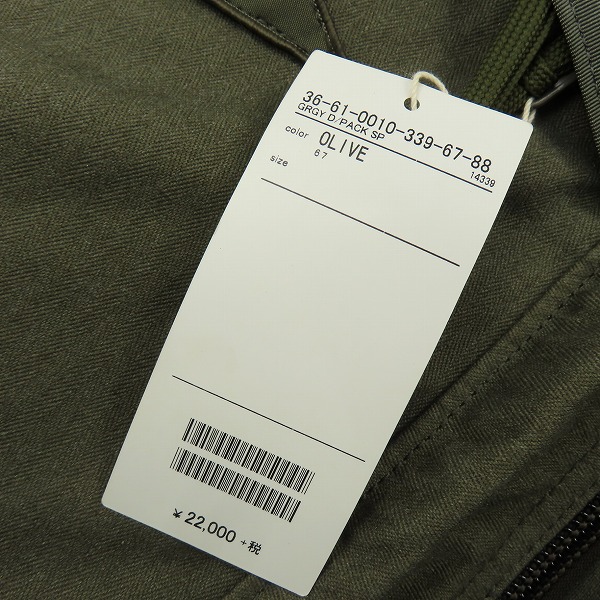 36-61-0010-339-67-88
GRGY D/PACK SP 14339
color OLIVE
67
size
¥ 22,000 +税